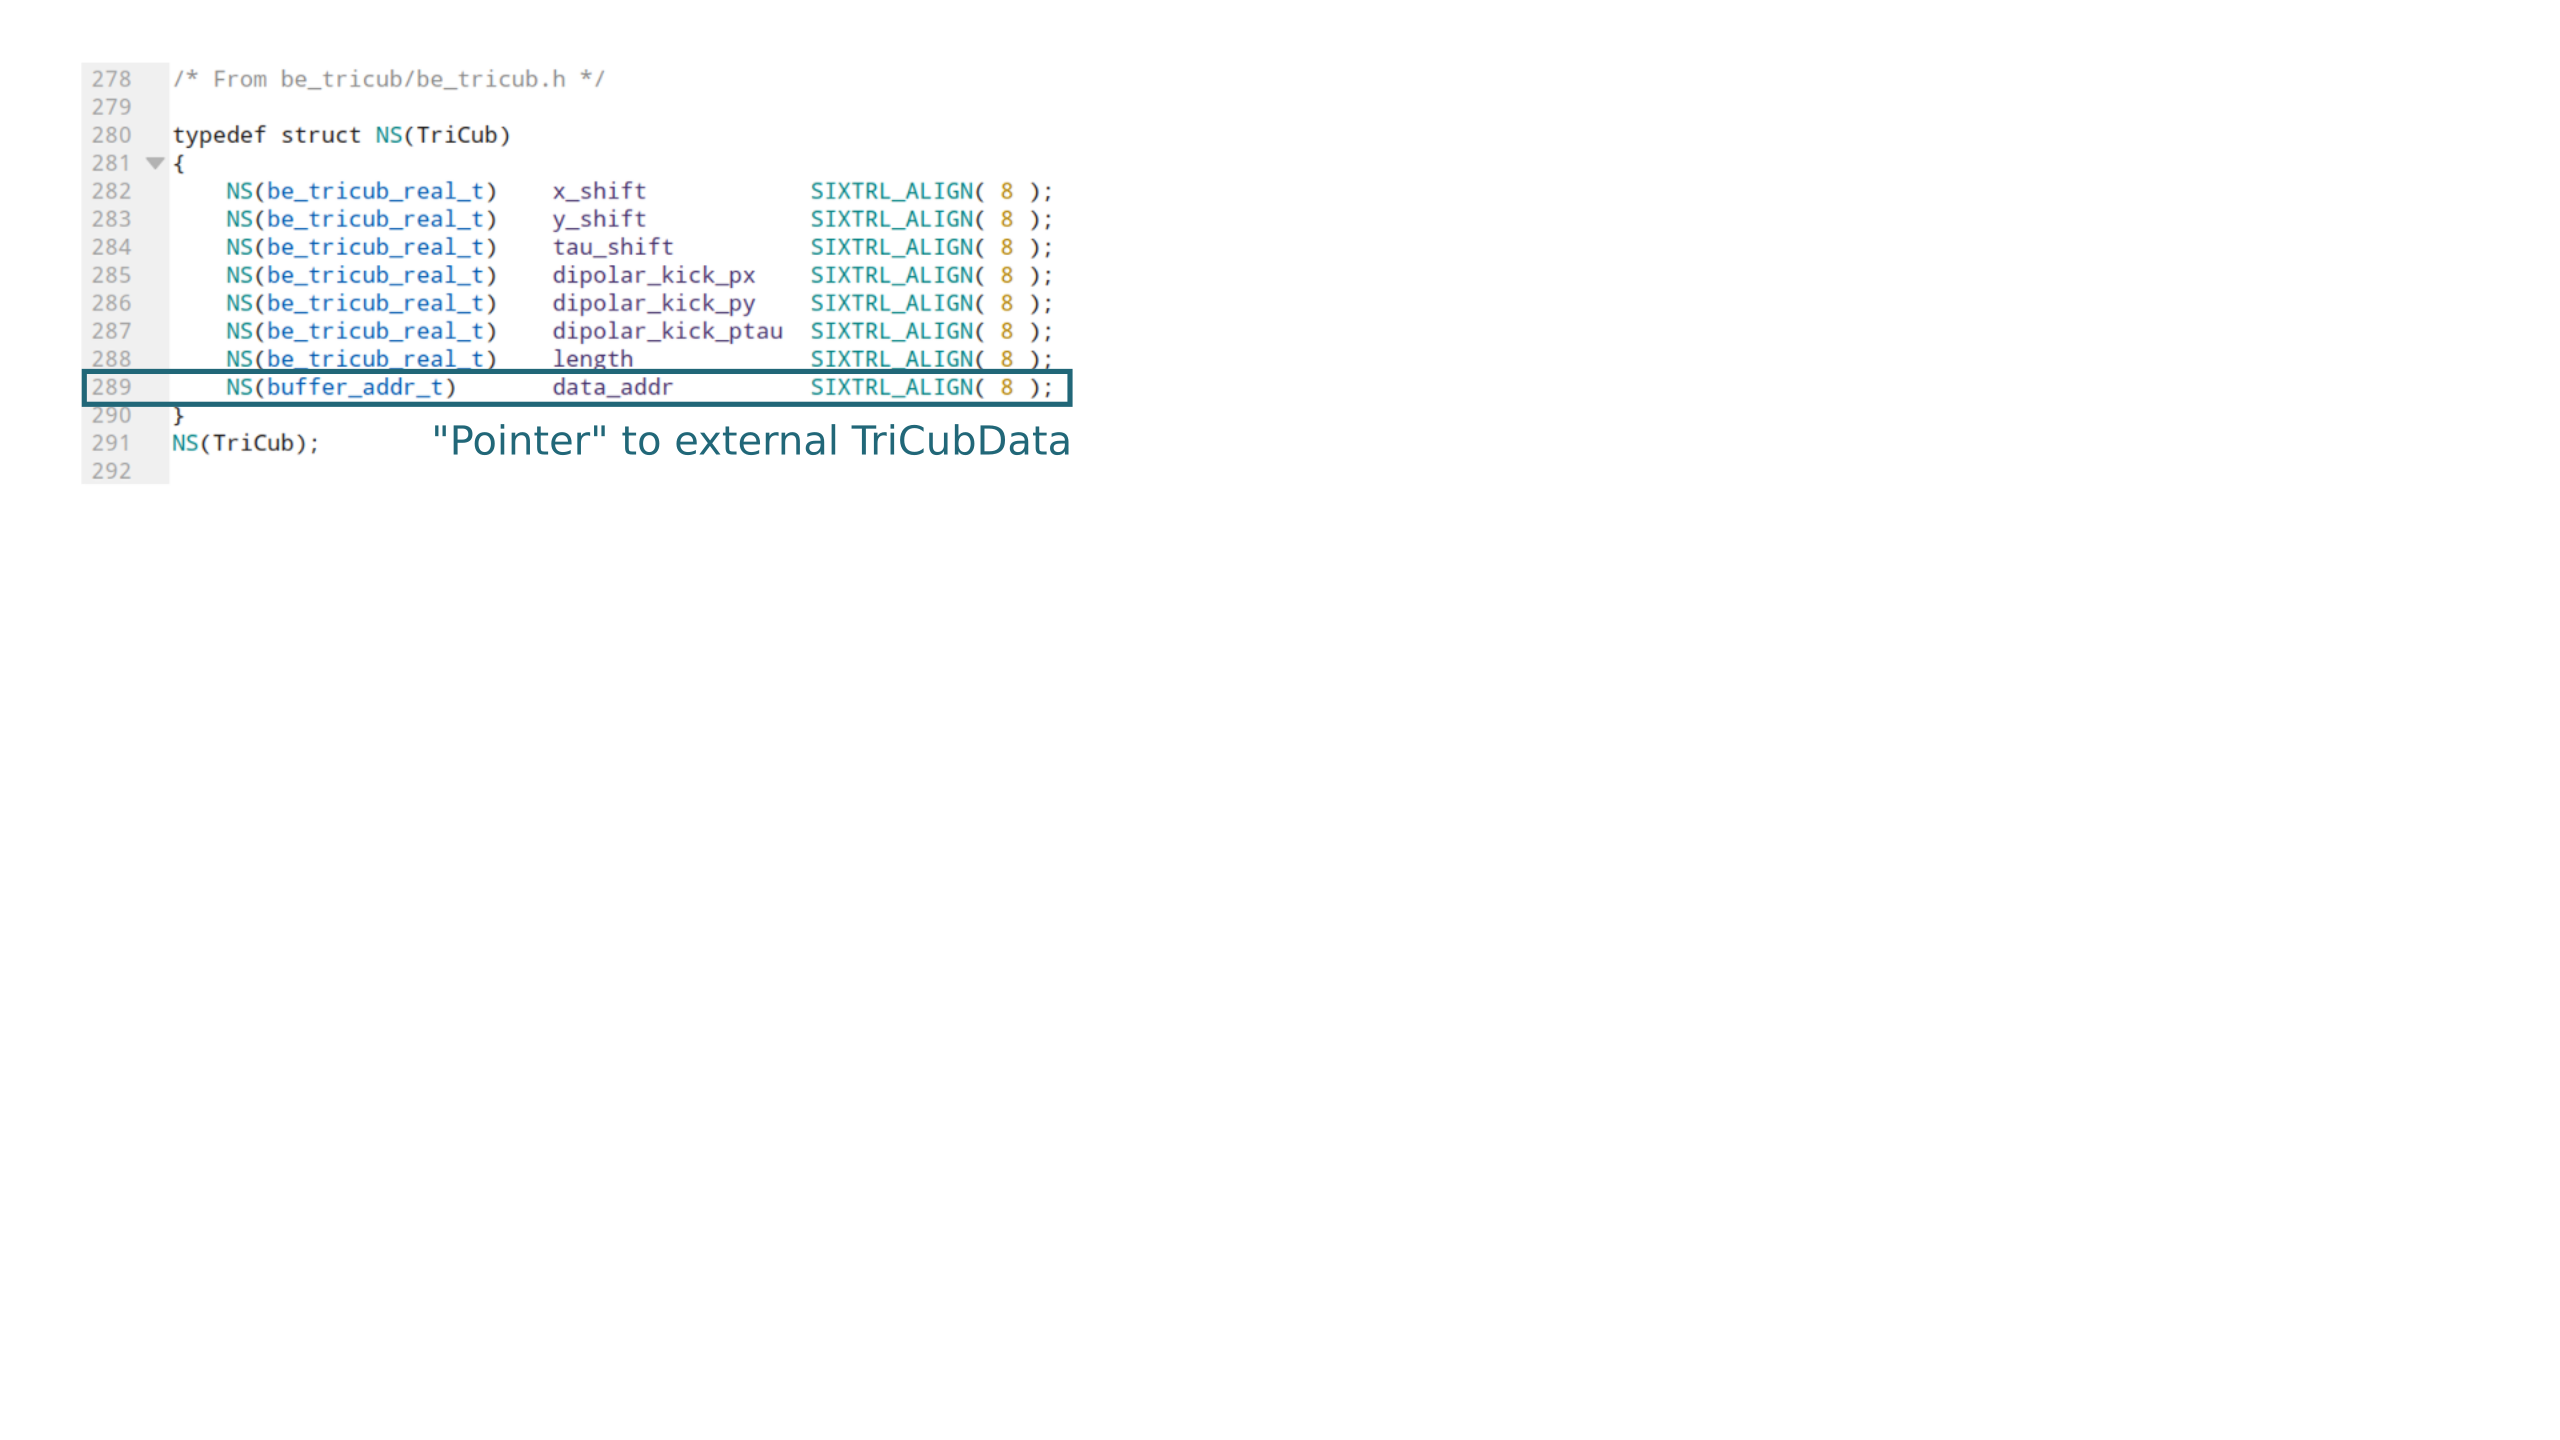 278 /* From be_tricub/be_tricub.h */
279
280 typedef struct NS(TriCub)
281 {
282 NS(be_tricub_real_t) x_shift SIXTRL_ALIGN( 8 );
283 NS(be_tricub_real_t) y_shift SIXTRL_ALIGN( 8 );
284 NS(be_tricub_real_t) tau_shift SIXTRL_ALIGN( 8 );
285 NS(be_tricub_real_t) dipolar_kick_px SIXTRL_ALIGN( 8 );
286 NS(be_tricub_real_t) dipolar_kick_py SIXTRL_ALIGN( 8 );
287 NS(be_tricub_real_t) dipolar_kick_ptau SIXTRL_ALIGN( 8 );
288 NS(be_tricub_real_t) length SIXTRL_ALIGN( 8 );
289 NS(buffer_addr_t) data_addr SIXTRL_ALIGN( 8 );
290 }
291 NS(TriCub);
"Pointer" to external TriCubData
292